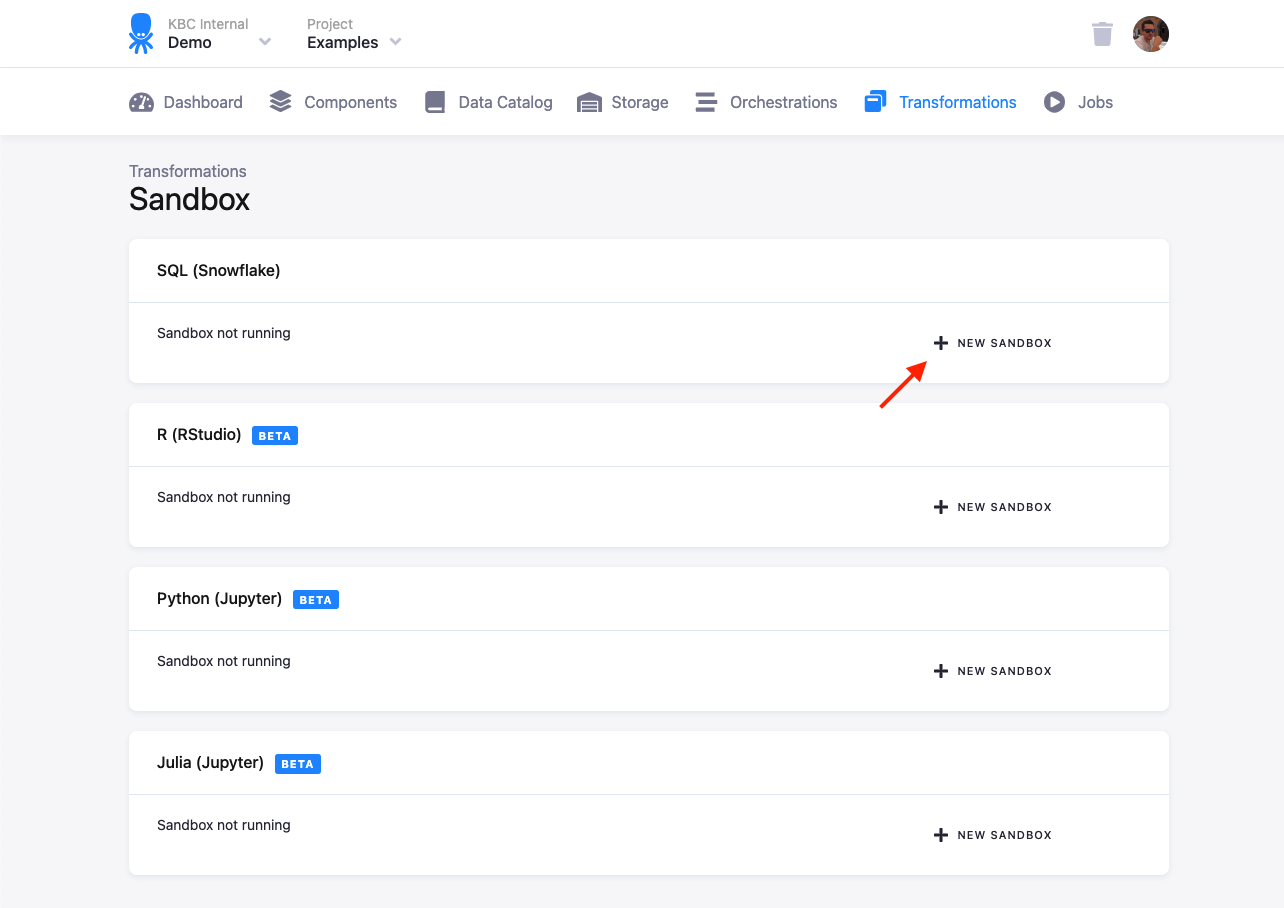 KBC Internal
Demo
Project
Examples
Dashboard
Components
Data Catalog
Storage
Orchestrations
Transformations
Jobs
Transformations
Sandbox
SQL (Snowflake)
Sandbox not running
NEW SANDBOX
R (RStudio) BETA
Sandbox not running
NEW SANDBOX
Python (Jupyter) BETA
Sandbox not running
NEW SANDBOX
Julia (Jupyter) BETA
Sandbox not running
NEW SANDBOX